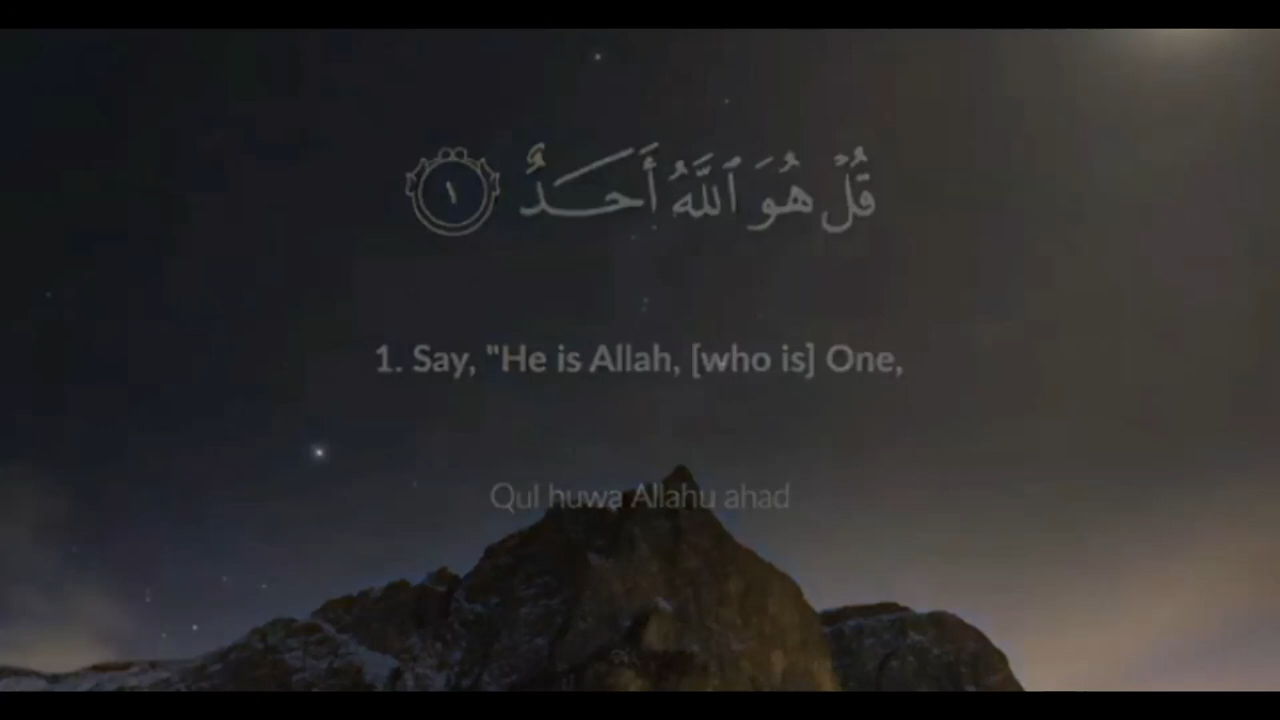 قُلْ هُوَ ٱللَّهُ أَحَدٌ ١
1. Say, "He is Allah, [who is] One,
Qul huwa Allahu ahad